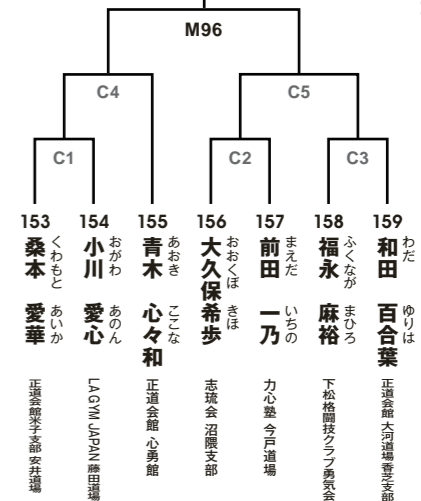 M96
C4
C5
C1
C2
C3
153
桑本 愛華
くわもと あいか
正道会館米子支部 安井道場
154
小川 愛心
おがわ あのん
LA GYM JAPAN 藤田道場
155
青木 心々和
あおき ここな
正道会館 心勇館
156
大久保希歩
おおくぼ きほ
志琉会 沼隈支部
157
前田 一乃
まえだ いちの
力心塾 今戸道場
158
福永 麻裕
ふくなが まひろ
下松格闘技クラブ勇気会
159
和田 百合葉
わだ ゆりは
正道会館 大河道場香芝支部